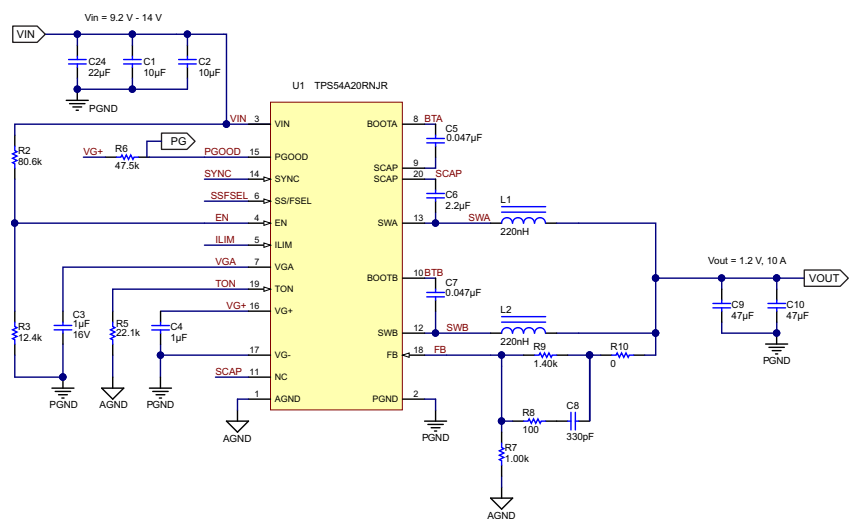 Vin = 9.2 V - 14 V
VIN
C24
22µF
C1
10µF
C2
10µF
PGND
U1 TPS54A20RNJR
VIN 3 VIN
BOOTA 8 BTA
C5
0.047µF
R2
80.6k
VG+
R6
47.5k
PG
PGOOD 15 PGOOD
SCAP 9
SYNC 14 SYNC
SCAP 20 SCAP
SSFSEL 6 SS/FSEL
C6
2.2µF
L1
220nH
EN 4 EN
SWA 13 SWA
ILIM 5 ILIM
VGA 7 VGA
BOOTB 10 BTB
C7
0.047µF
Vout = 1.2 V, 10 A
VOUT
TON 19 TON
VG+ 16 VG+
L2
220nH
C9
47µF
C10
47µF
PGND
R3
12.4k
C3
1µF
16V
R5
22.1k
C4
1µF
SWB 12 SWB
17 VG-
FB 18 FB
R9
1.40k
R10
0
SCAP 11 NC
1 AGND
PGND 2
PGND
AGND
PGND
AGND
PGND
R8
100
C8
330pF
R7
1.00k
AGND